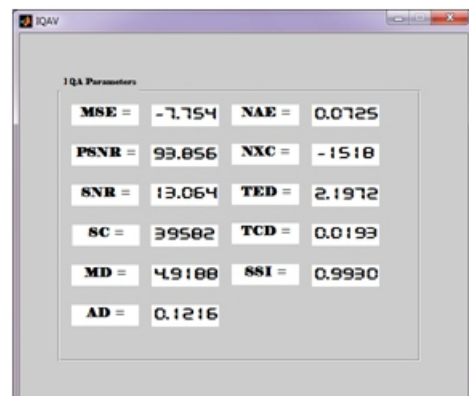 IQAV
IQA Parameters
MSE = -7.754 NAE = 0.0725
PSNR = 93.856 NXC = -1518
SNR = 13.064 TED = 2.1972
SC = 39582 TCD = 0.0193
MD = 4.9188 SSI = 0.9930
AD = 0.1216